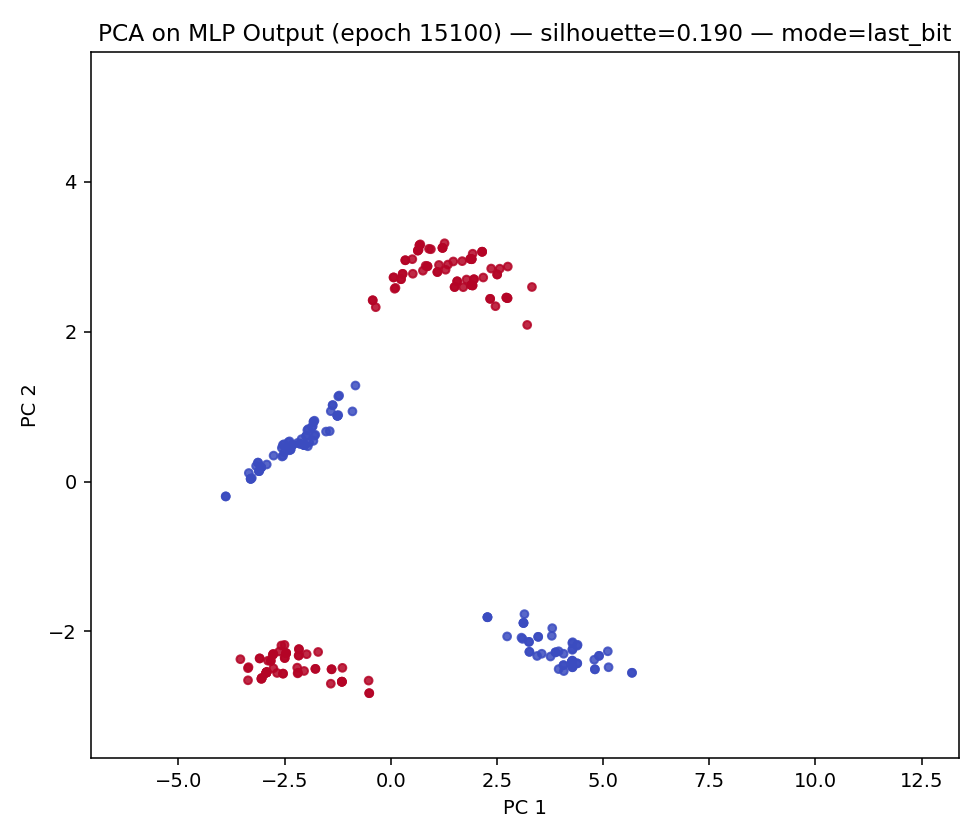 PCA on MLP Output (epoch 15100) — silhouette=0.190 — mode=last_bit
4
2
0
−2
PC 2
−5.0 −2.5 0.0 2.5 5.0 7.5 10.0 12.5
PC 1